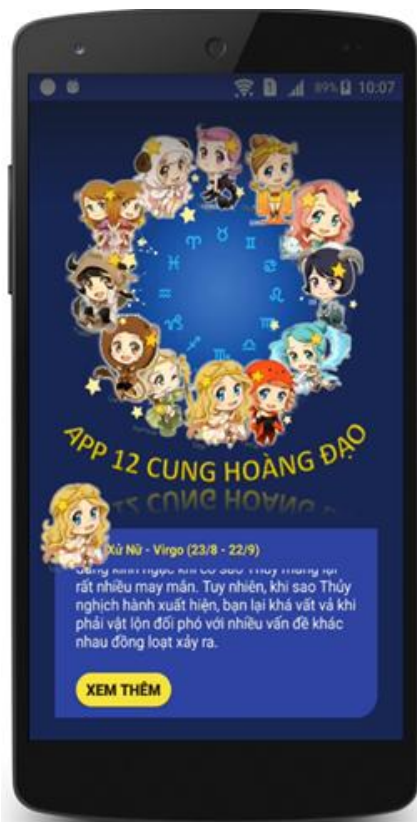 89% 10:07
APP 12 CUNG HOÀNG ĐẠO
Xử Nữ - Virgo (23/8 - 22/9)
rất nhiều may mắn. Tuy nhiên, khi sao Thủy
nghịch hành xuất hiện, bạn lại khá vất vả khi
phải vật lộn đối phó với nhiều vấn đề khác
nhau đồng loạt xảy ra.
XEM THÊM